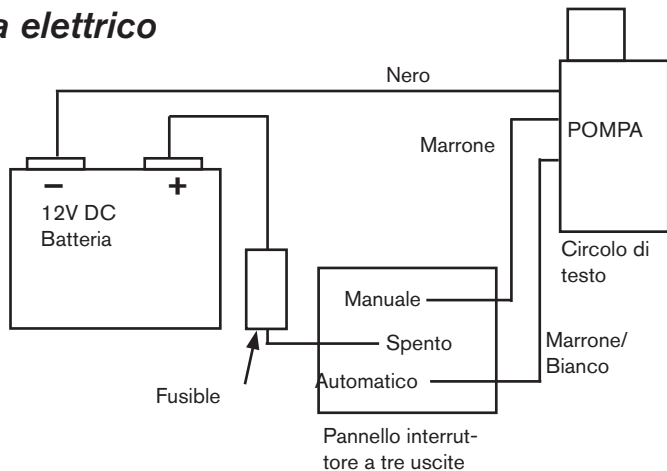 a elettrico
Nero
Marrone
POMPA
– +
12V DC
Batteria
Circolo di
testo
Manuale
Spento
Automatico
Marrone/
Bianco
Fusible
Pannello interrut-
tore a tre uscite